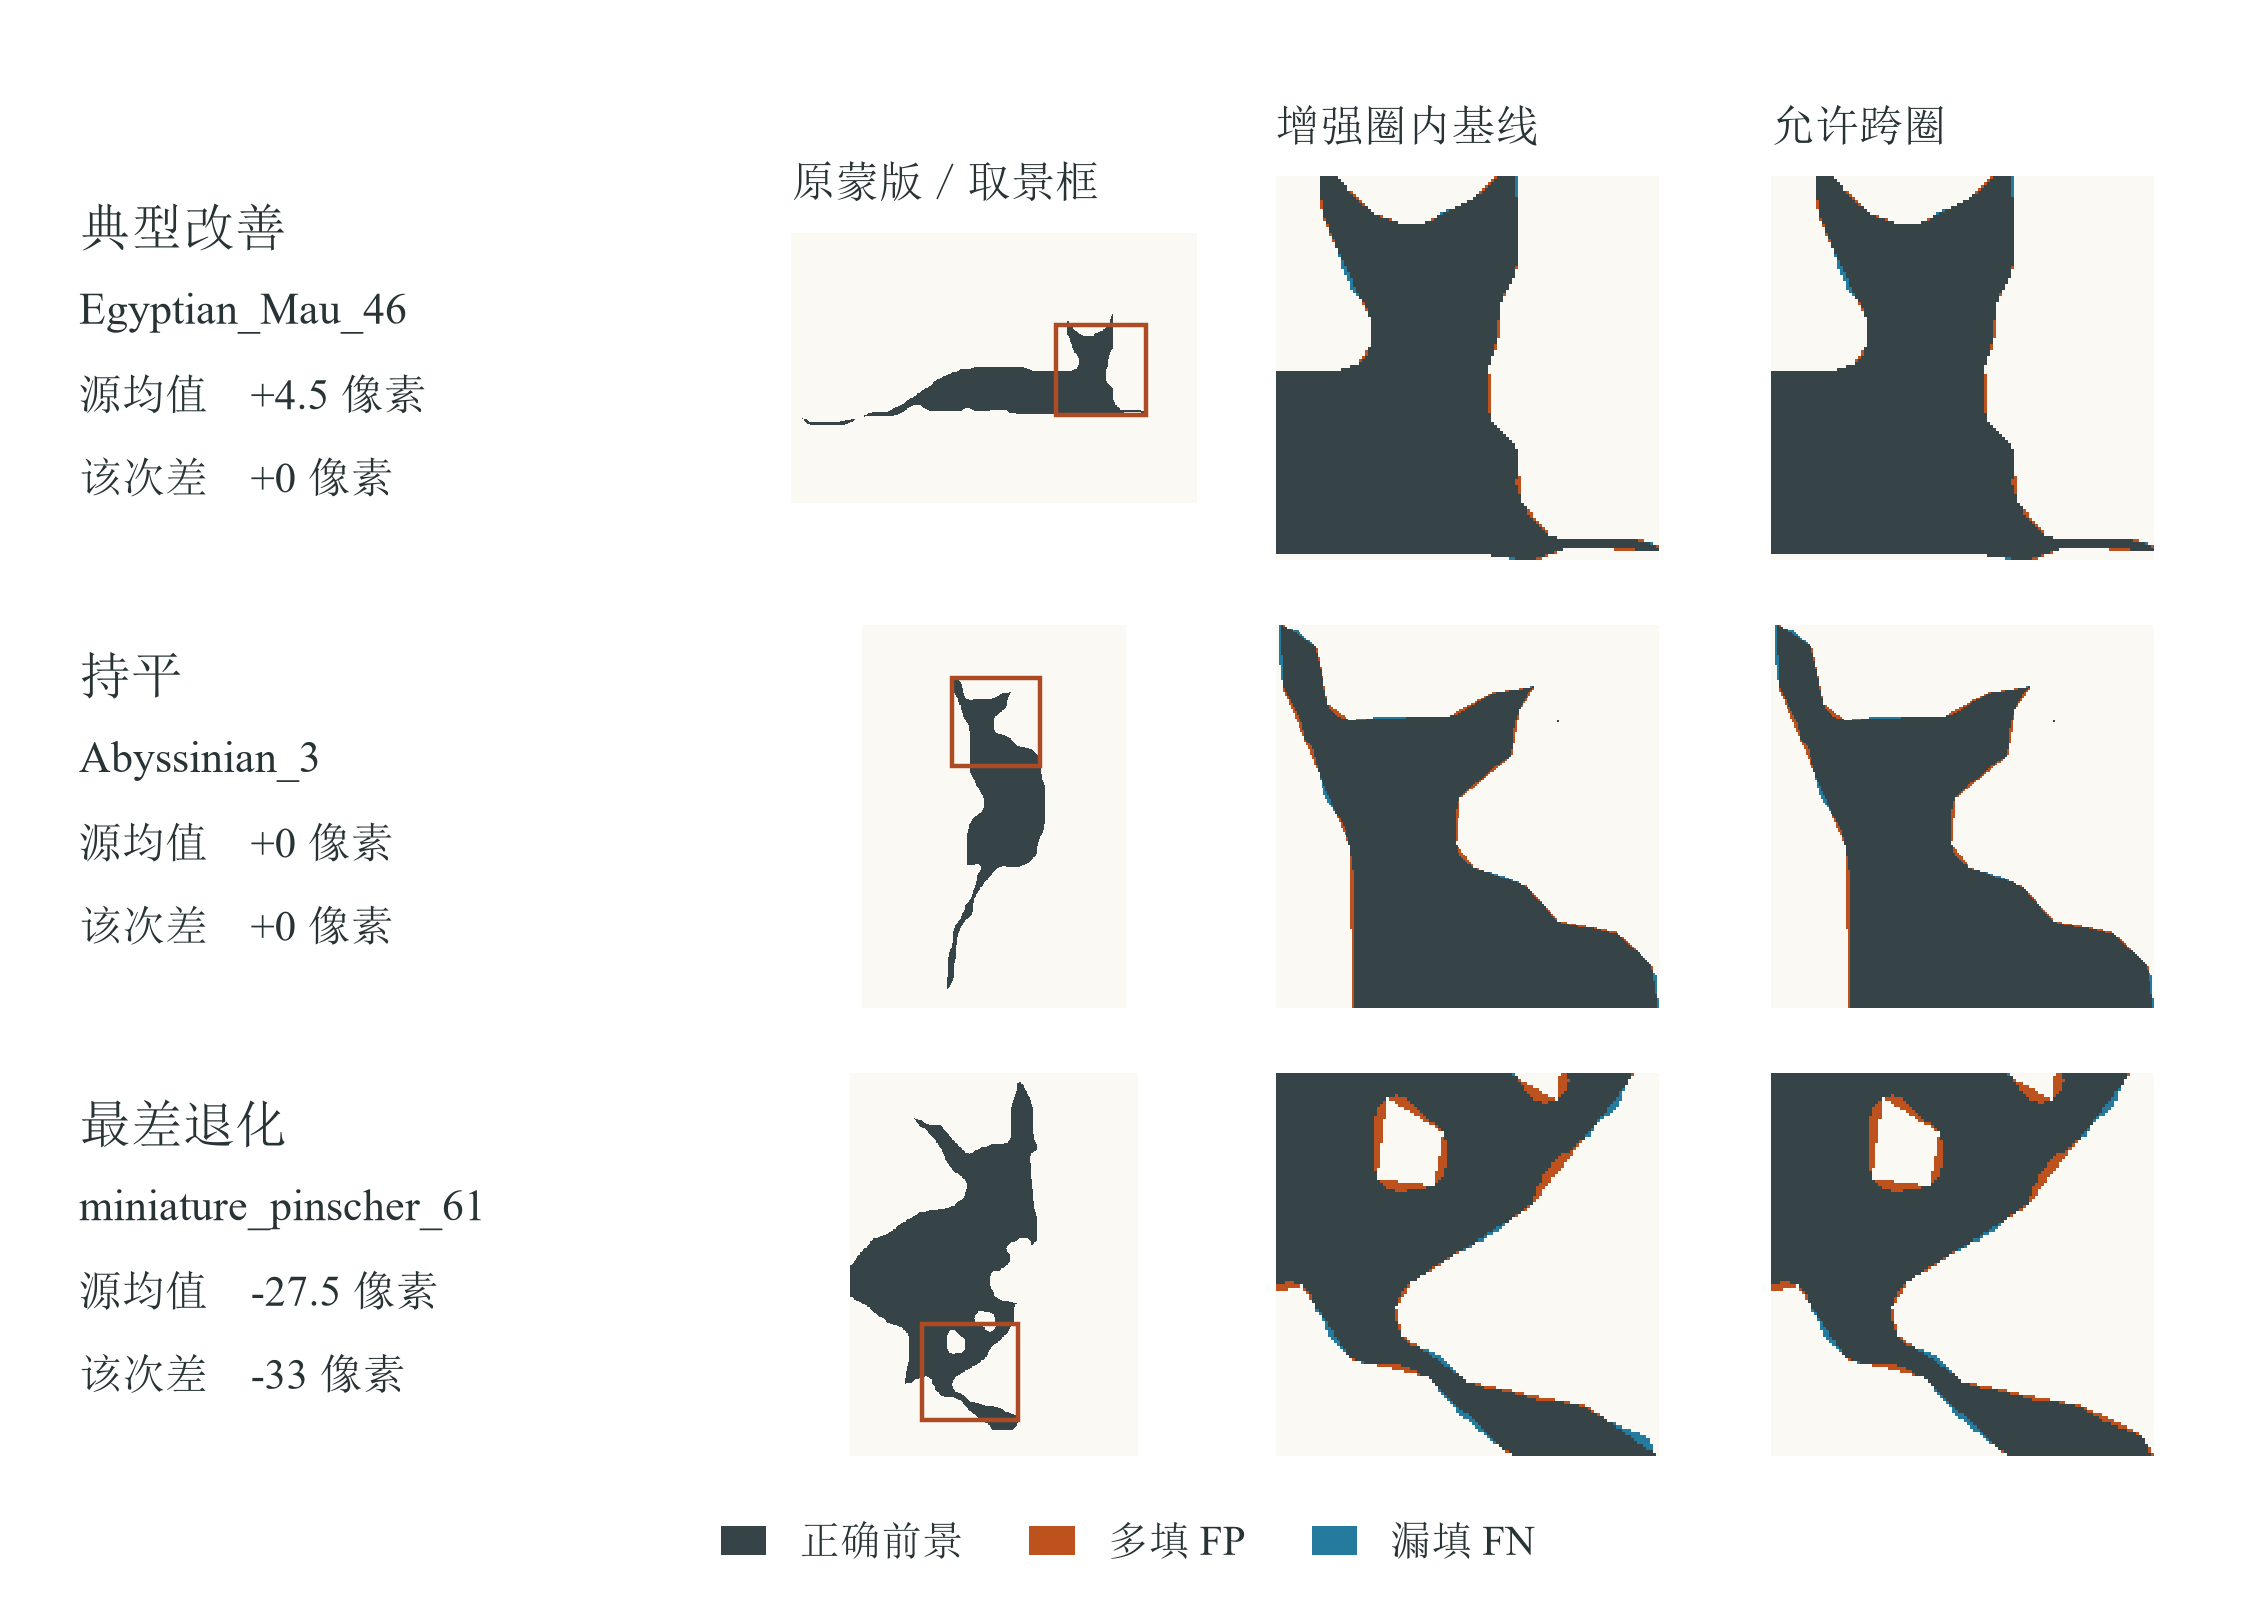 增强圈内基线
允许跨圈
原蒙版 / 取景框
典型改善
Egyptian_Mau_46
源均值 +4.5 像素
该次差 +0 像素
持平
Abyssinian_3
源均值 +0 像素
该次差 +0 像素
最差退化
miniature_pinscher_61
源均值 -27.5 像素
该次差 -33 像素
正确前景
多填 FP
漏填 FN